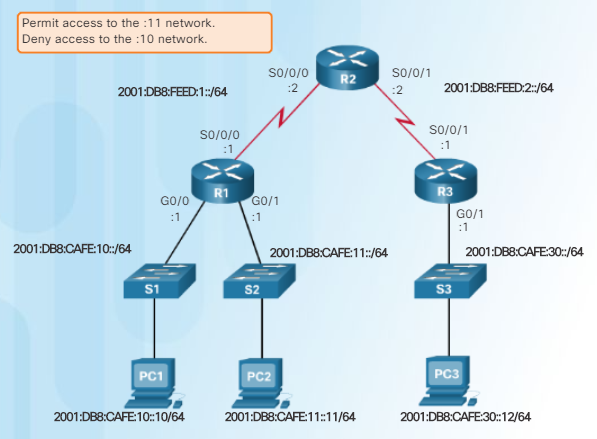 Permit access to the :11 network.
Deny access to the :10 network.
R2
S0/0/0
:2
S0/0/1
:2
2001:DB8:FEED:1::/64
2001:DB8:FEED:2::/64
S0/0/0
:1
S0/0/1
:1
R1
R3
G0/0
:1
G0/1
:1
G0/1
:1
2001:DB8:CAFE:10::/64
2001:DB8:CAFE:11::/64
2001:DB8:CAFE:30::/64
S1
S2
S3
PC1
PC2
PC3
2001:DB8:CAFE:10::10/64
2001:DB8:CAFE:11::11/64
2001:DB8:CAFE:30::12/64